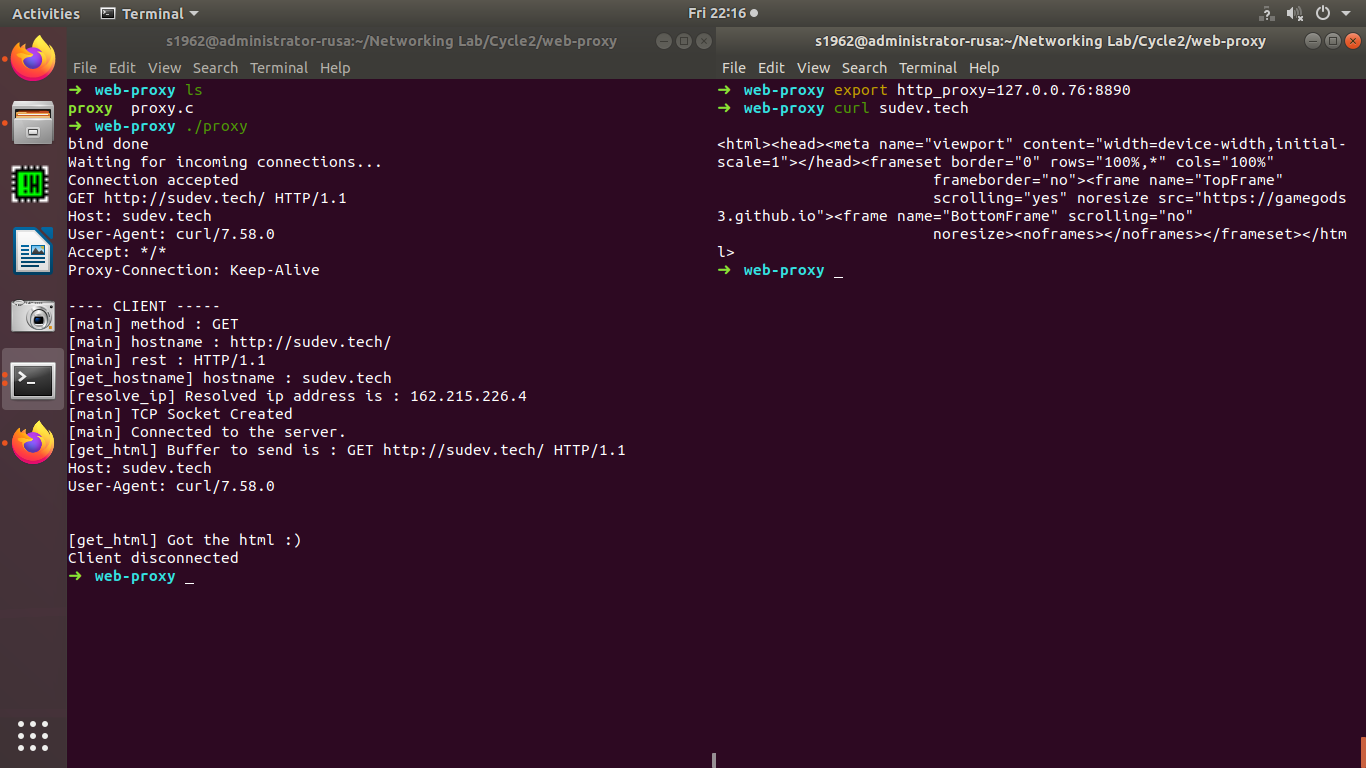 Activities Terminal Fri 22:16
s1962@administrator-rusa:~/Networking Lab/Cycle2/web-proxy
File Edit View Search Terminal Help
➜ web-proxy ls
proxy proxy.c
➜ web-proxy ./proxy
bind done
Waiting for incoming connections...
Connection accepted
GET http://sudev.tech/ HTTP/1.1
Host: sudev.tech
User-Agent: curl/7.58.0
Accept: */*
Proxy-Connection: Keep-Alive
---- CLIENT -----
[main] method : GET
[main] hostname : http://sudev.tech/
[main] rest : HTTP/1.1
[get_hostname] hostname : sudev.tech
[resolve_ip] Resolved ip address is : 162.215.226.4
[main] TCP Socket Created
[main] Connected to the server.
[get_html] Buffer to send is : GET http://sudev.tech/ HTTP/1.1
Host: sudev.tech
User-Agent: curl/7.58.0
[get_html] Got the html :)
Client disconnected
➜ web-proxy _
s1962@administrator-rusa:~/Networking Lab/Cycle2/web-proxy
File Edit View Search Terminal Help
➜ web-proxy export http_proxy=127.0.0.76:8890
➜ web-proxy curl sudev.tech
<html><head><meta name="viewport" content="width=device-width,initial-
scale=1"></head><frameset border="0" rows="100%,*" cols="100%"
frameborder="no"><frame name="TopFrame"
scrolling="yes" noresize src="https://gamegods
3.github.io"><frame name="BottomFrame" scrolling="no"
noresize><noframes></noframes></frameset></htm
l>
➜ web-proxy _